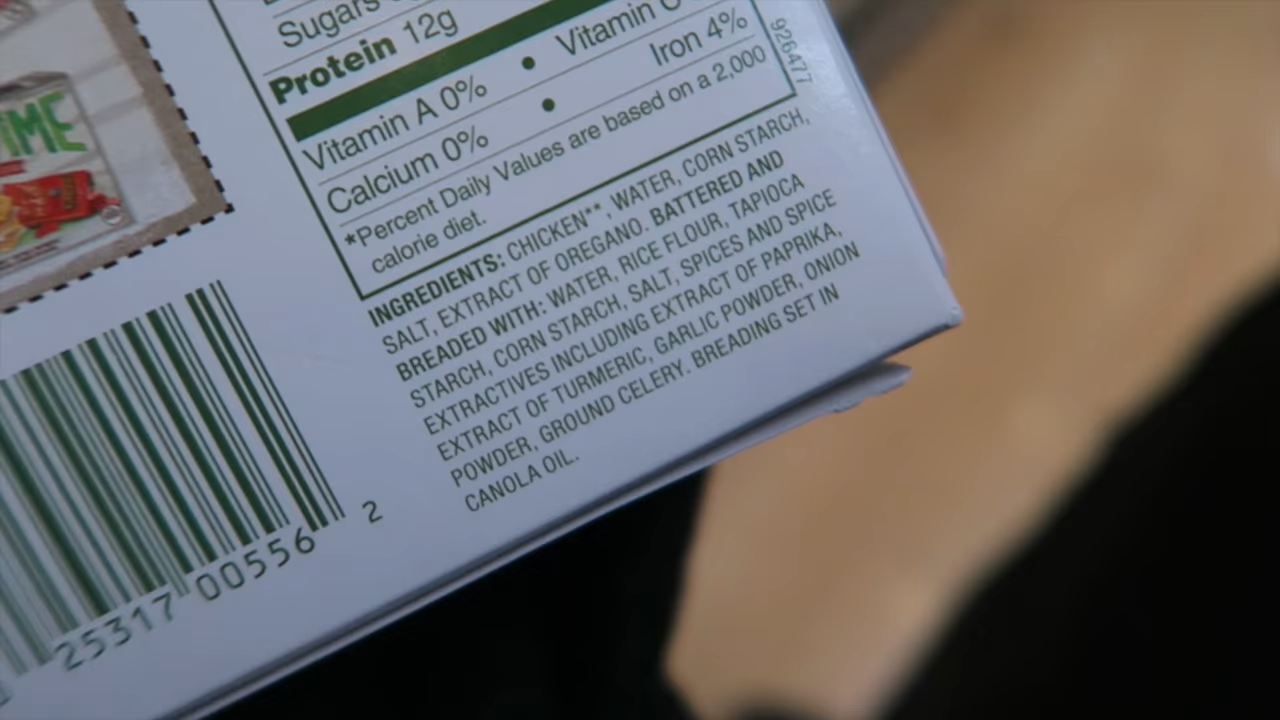 IME
Sugars
Protein 12g
Vitamin A 0% • Vitamin C
Calcium 0% • Iron 4%
*Percent Daily Values are based on a 2,000
calorie diet.
926477
INGREDIENTS: CHICKEN**, WATER, CORN STARCH,
SALT, EXTRACT OF OREGANO. BATTERED AND
BREADED WITH: WATER, RICE FLOUR, TAPIOCA
STARCH, CORN STARCH, SALT, SPICES AND SPICE
EXTRACTIVES INCLUDING EXTRACT OF PAPRIKA,
EXTRACT OF TURMERIC, GARLIC POWDER, ONION
POWDER, GROUND CELERY. BREADING SET IN
CANOLA OIL.
25317 00556 2